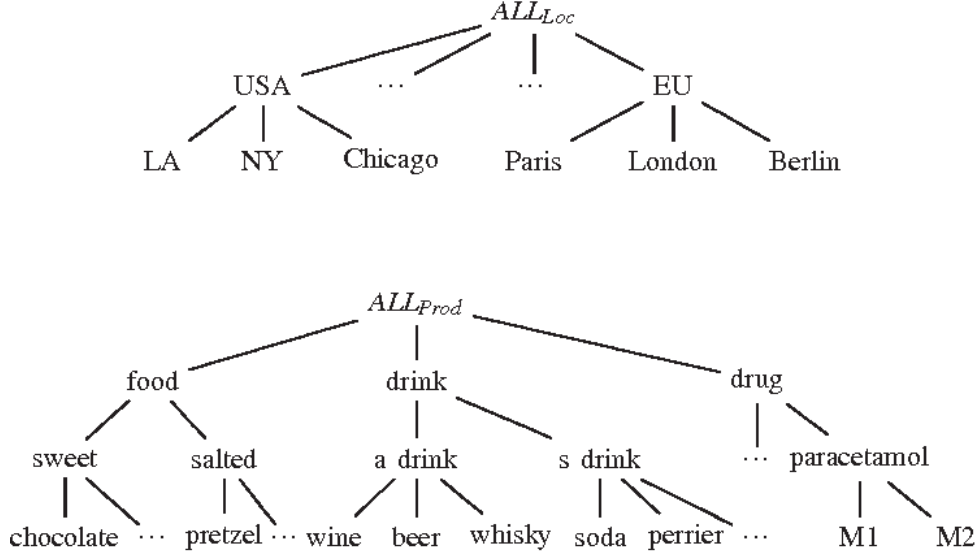 ALL_Loc
USA ... ... EU
LA NY Chicago Paris London Berlin
ALL_Prod
food drink drug
sweet salted a drink s drink ... paracetamol
chocolate ... pretzel ... wine beer whisky soda perrier ... M1 M2